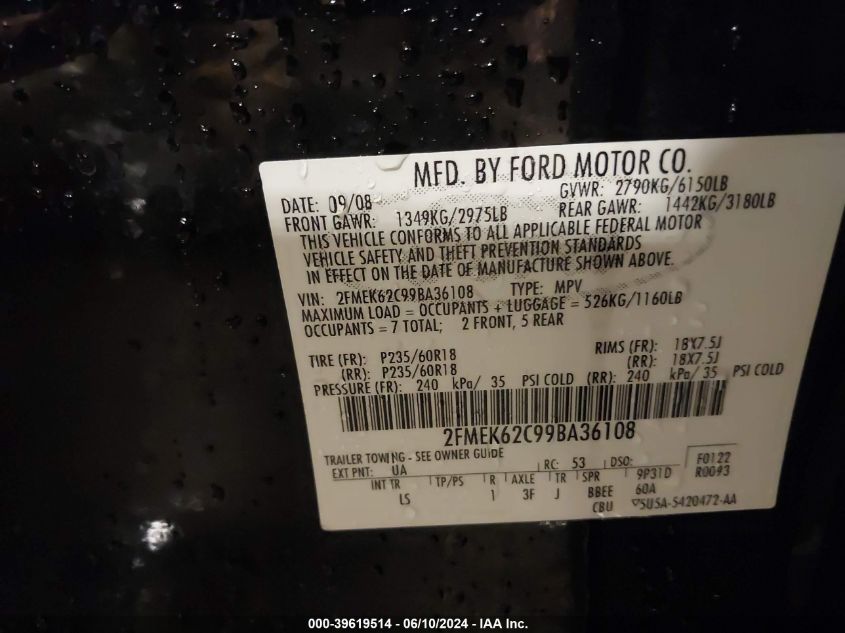 MFD. BY FORD MOTOR CO.
DATE: 09/08 GVWR: 2790KG/6150LB
FRONT GAWR: 1349KG/2975LB REAR GAWR: 1442KG/3180LB
THIS VEHICLE CONFORMS TO ALL APPLICABLE FEDERAL MOTOR
VEHICLE SAFETY AND THEFT PREVENTION STANDARDS
IN EFFECT ON THE DATE OF MANUFACTURE SHOWN ABOVE.
VIN: 2FMEK62C99BA36108 TYPE: MPV
MAXIMUM LOAD = OCCUPANTS + LUGGAGE = 526KG/1160LB
OCCUPANTS = 7 TOTAL; 2 FRONT, 5 REAR
TIRE (FR): P235/60R18 RIMS (FR): 18X7.5J
(RR): P235/60R18 (RR): 18X7.5J
PRESSURE (FR): 240 kPa/ 35 PSI COLD (RR): 240 kPa/ 35 PSI COLD
2FMEK62C99BA36108
TRAILER TOWING - SEE OWNER GUIDE
EXT PNT: UA RC: 53 DSO: F0122
INT TR TP/PS R AXLE TR SPR 9P31D R0093
LS 1 3F J BBEE 60A
CBU 5U5A-5420472-AA
000-39619514 - 06/10/2024 - IAA Inc.